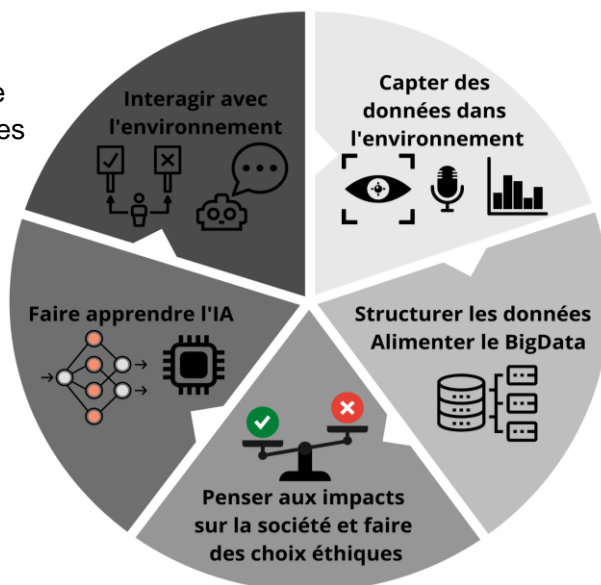 e
es
Interagir avec
l'environnement
Capter des
données dans
l'environnement
Faire apprendre l'IA
Structurer les données
Alimenter le BigData
Penser aux impacts
sur la société et faire
des choix éthiques